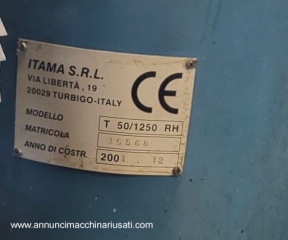 ITAMA S.R.L.
VIA LIBERTÀ, 19
20029 TURBIGO-ITALY
CE
MODELLO T 50/1250 RH
MATRICOLA
ANNO DI COSTR. 2001 12
www.annuncimacchinariusati.com